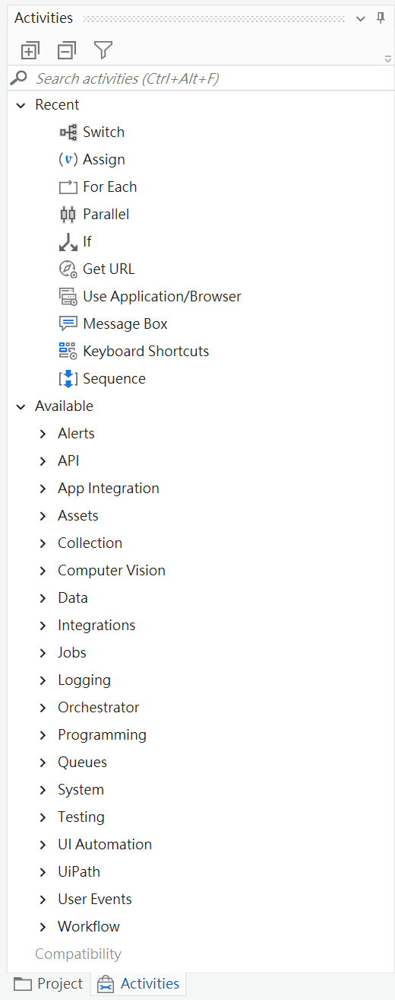 Activities
Search activities (Ctrl+Alt+F)
Recent
Switch
(v) Assign
For Each
Parallel
If
Get URL
Use Application/Browser
Message Box
Keyboard Shortcuts
Sequence
Available
Alerts
API
App Integration
Assets
Collection
Computer Vision
Data
Integrations
Jobs
Logging
Orchestrator
Programming
Queues
System
Testing
UI Automation
UiPath
User Events
Workflow
Compatibility
Project Activities